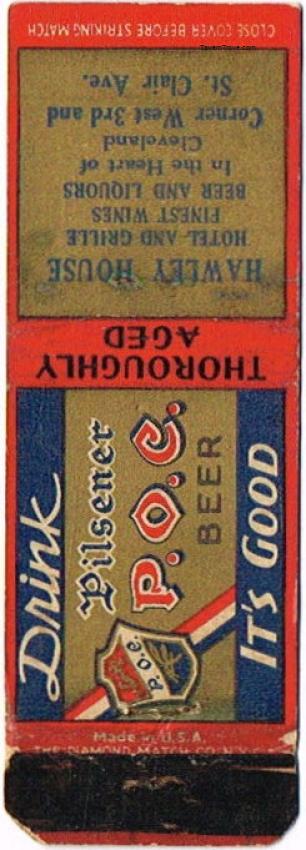 CLOSE COVER BEFORE STRIKING MATCH
TavernTrove.com
HAWLEY HOUSE
HOTEL AND GRILLE
FINEST WINES
BEER AND LIQUORS
In the Heart of
Cleveland
Corner West 3rd and
St. Clair Ave.
THOROUGHLY
AGED
Drink
Pilsener
P.O.C.
BEER
IT'S GOOD
P.O.C.
Made in U.S.A.
THE DIAMOND MATCH CO. N.Y.C.